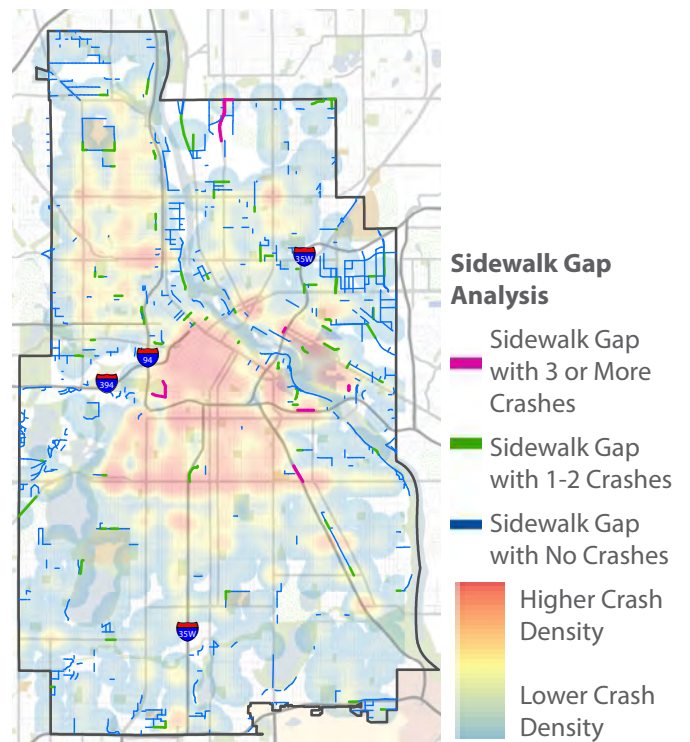 35W
94
394
35W
Sidewalk Gap
Analysis
Sidewalk Gap
with 3 or More
Crashes
Sidewalk Gap
with 1-2 Crashes
Sidewalk Gap
with No Crashes
Higher Crash
Density
Lower Crash
Density